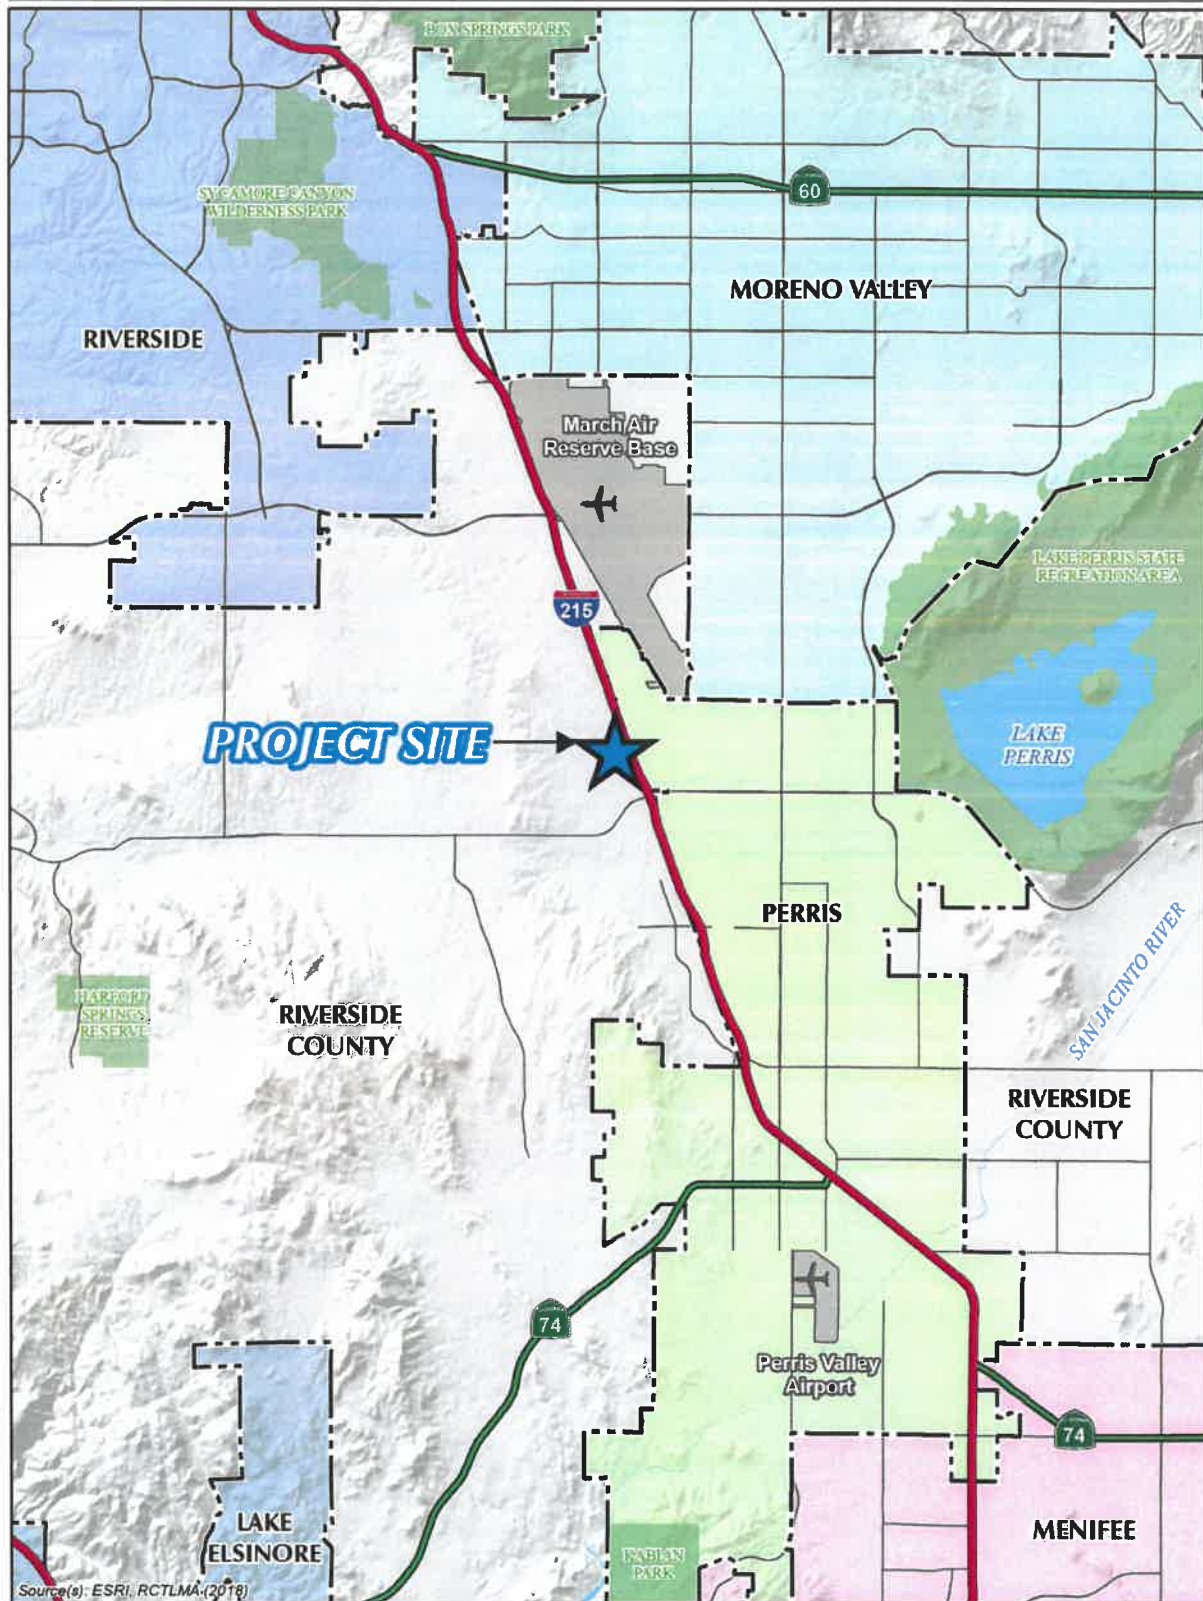 BOX SPRINGS PARK
SYCAMORE CANYON
WILDERNESS PARK
60
MORENO VALLEY
RIVERSIDE
March Air
Reserve Base
LAKE PERRIS STATE
RECREATION AREA
215
PROJECT SITE
LAKE
PERRIS
PERRIS
SAN JACINTO RIVER
HARFORD
SPRINGS
RESERVE
RIVERSIDE
COUNTY
RIVERSIDE
COUNTY
74
Perris Valley
Airport
74
LAKE
ELSINORE
MENIFEE
KABIAN
PARK
Source(s): ESRI, RCTLMA (2018)